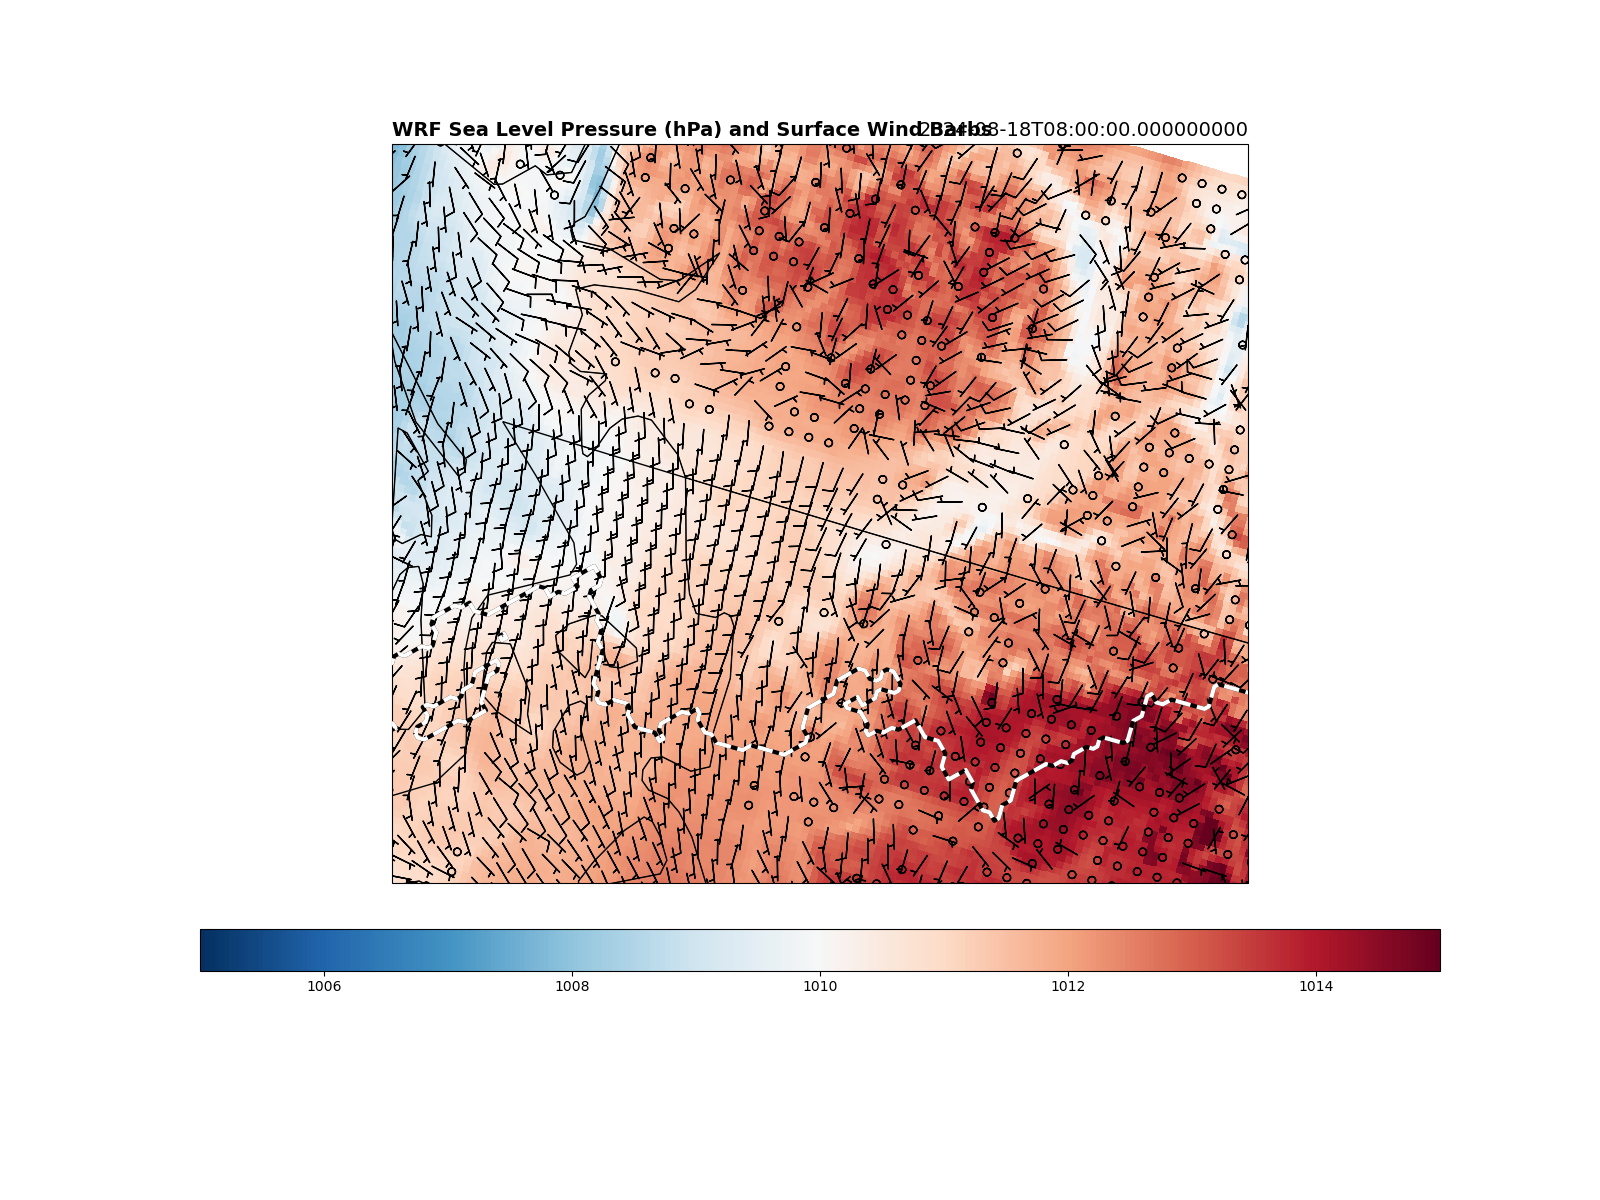 WRF Sea Level Pressure (hPa) and Surface Wind Barbs
2024-08-18T08:00:00.000000000
1006 1008 1010 1012 1014